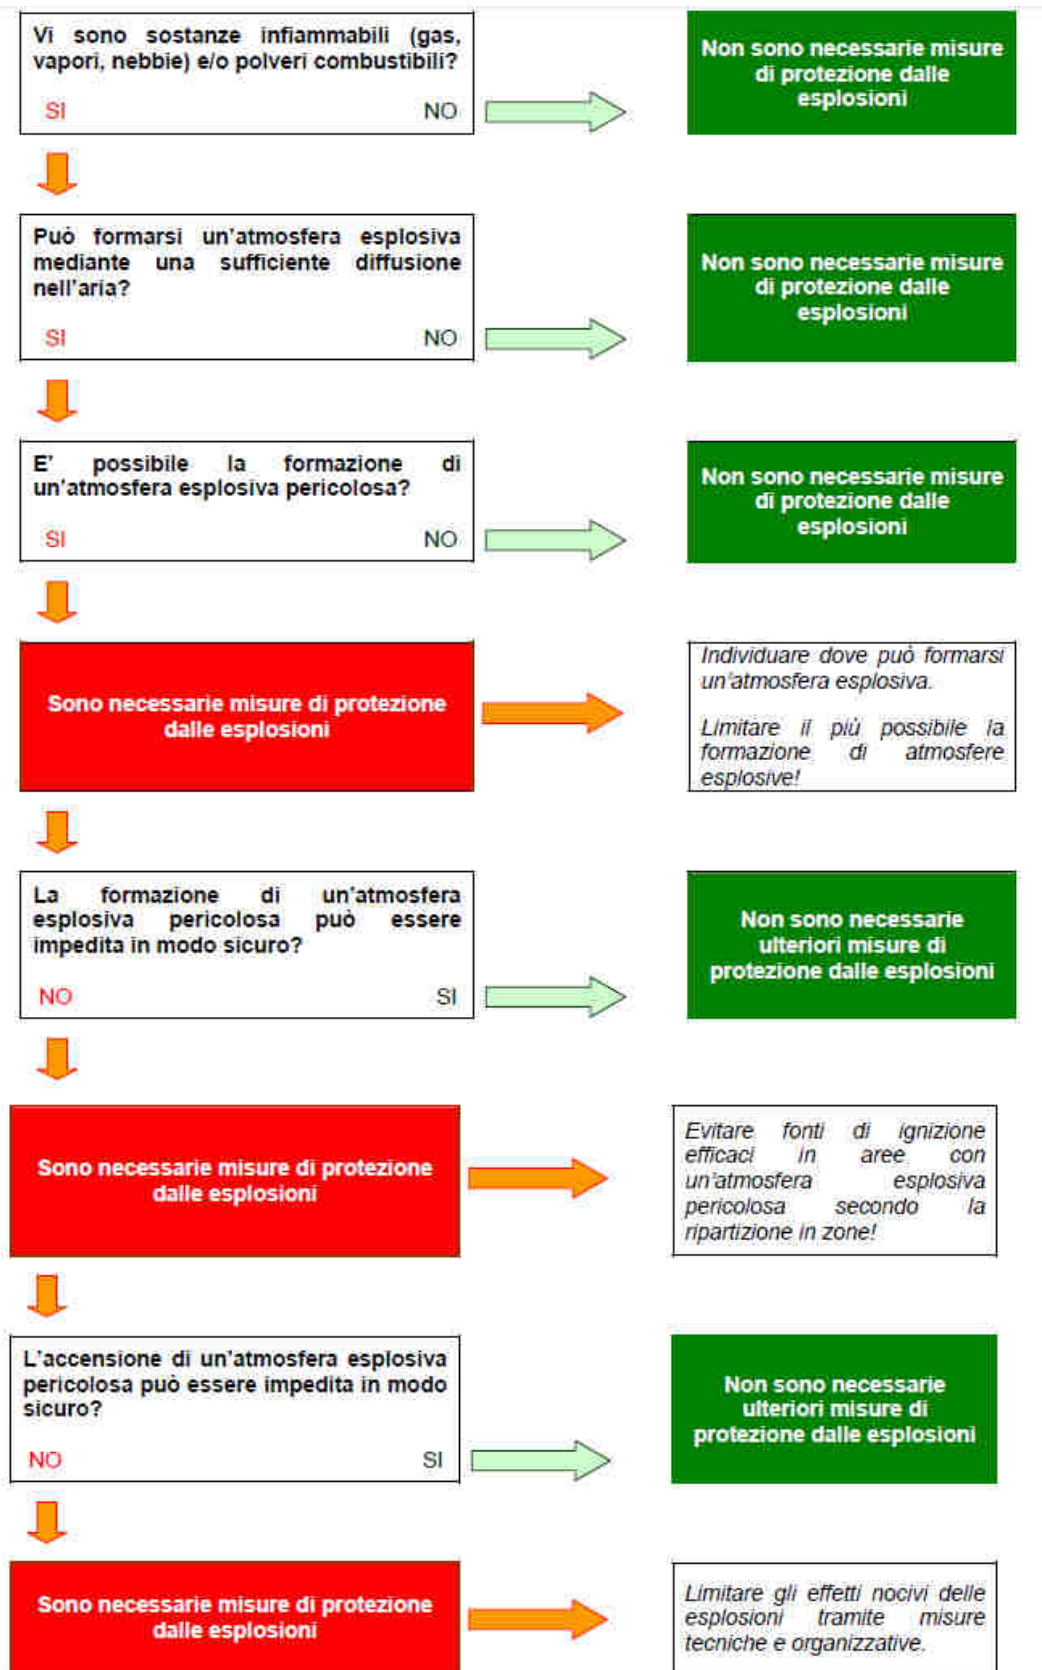 Vi sono sostanze infiammabili (gas,
vapori, nebbie) e/o polveri combustibili?
SI NO
Non sono necessarie misure
di protezione dalle
esplosioni
Può formarsi un'atmosfera esplosiva
mediante una sufficiente diffusione
nell'aria?
SI NO
Non sono necessarie misure
di protezione dalle
esplosioni
E' possibile la formazione di
un'atmosfera esplosiva pericolosa?
SI NO
Non sono necessarie misure
di protezione dalle
esplosioni
Sono necessarie misure di protezione
dalle esplosioni
Individuare dove può formarsi
un'atmosfera esplosiva.
Limitare il più possibile la
formazione di atmosfere
esplosive!
La formazione di un'atmosfera
esplosiva pericolosa può essere
impedita in modo sicuro?
NO SI
Non sono necessarie
ulteriori misure di
protezione dalle esplosioni
Sono necessarie misure di protezione
dalle esplosioni
Evitare fonti di ignizione
efficaci in aree con
un'atmosfera esplosiva
pericolosa secondo la
ripartizione in zone!
L'accensione di un'atmosfera esplosiva
pericolosa può essere impedita in modo
sicuro?
NO SI
Non sono necessarie
ulteriori misure di
protezione dalle esplosioni
Sono necessarie misure di protezione
dalle esplosioni
Limitare gli effetti nocivi delle
esplosioni tramite misure
tecniche e organizzative.